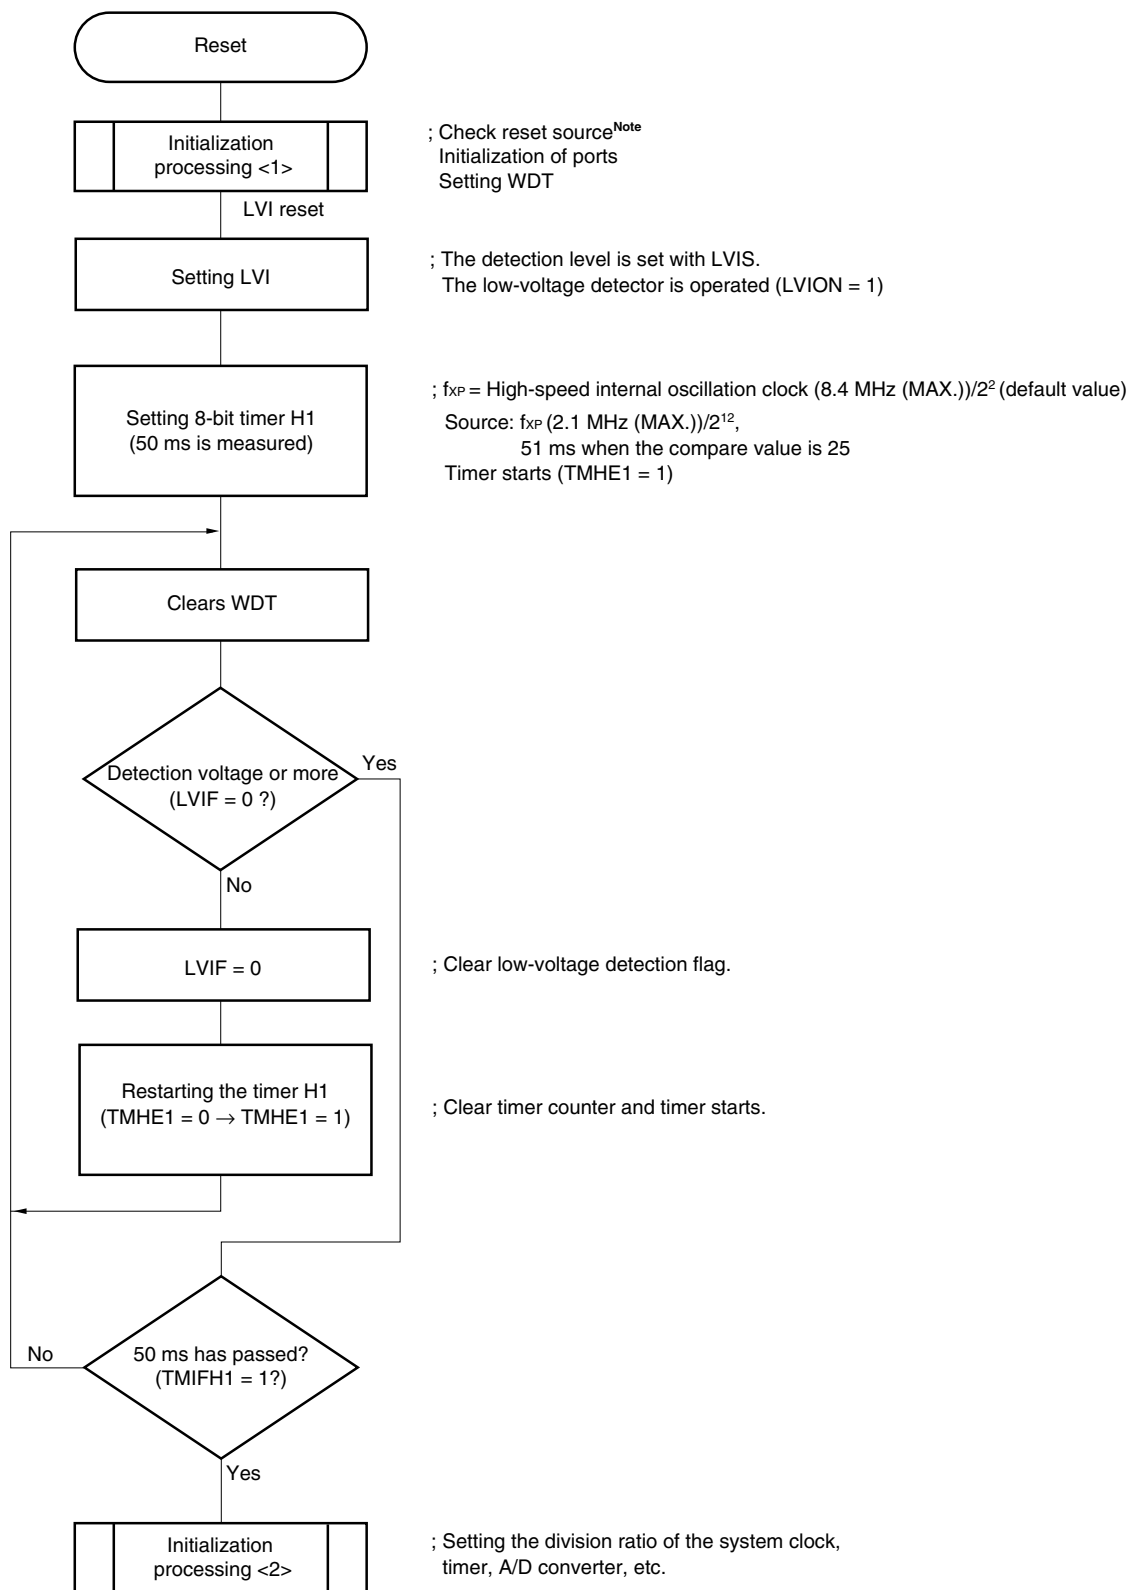 Reset
Initialization
processing <1>
; Check reset sourceNote
Initialization of ports
Setting WDT
LVI reset
Setting LVI
; The detection level is set with LVIS.
The low-voltage detector is operated (LVION = 1)
Setting 8-bit timer H1
(50 ms is measured)
; fXP = High-speed internal oscillation clock (8.4 MHz (MAX.))/2² (default value)
Source: fXP (2.1 MHz (MAX.))/2¹²,
51 ms when the compare value is 25
Timer starts (TMHE1 = 1)
Clears WDT
Detection voltage or more
(LVIF = 0 ?)
Yes
No
LVIF = 0
; Clear low-voltage detection flag.
Restarting the timer H1
(TMHE1 = 0 → TMHE1 = 1)
; Clear timer counter and timer starts.
50 ms has passed?
(TMIFH1 = 1?)
No
Yes
Initialization
processing <2>
; Setting the division ratio of the system clock,
timer, A/D converter, etc.